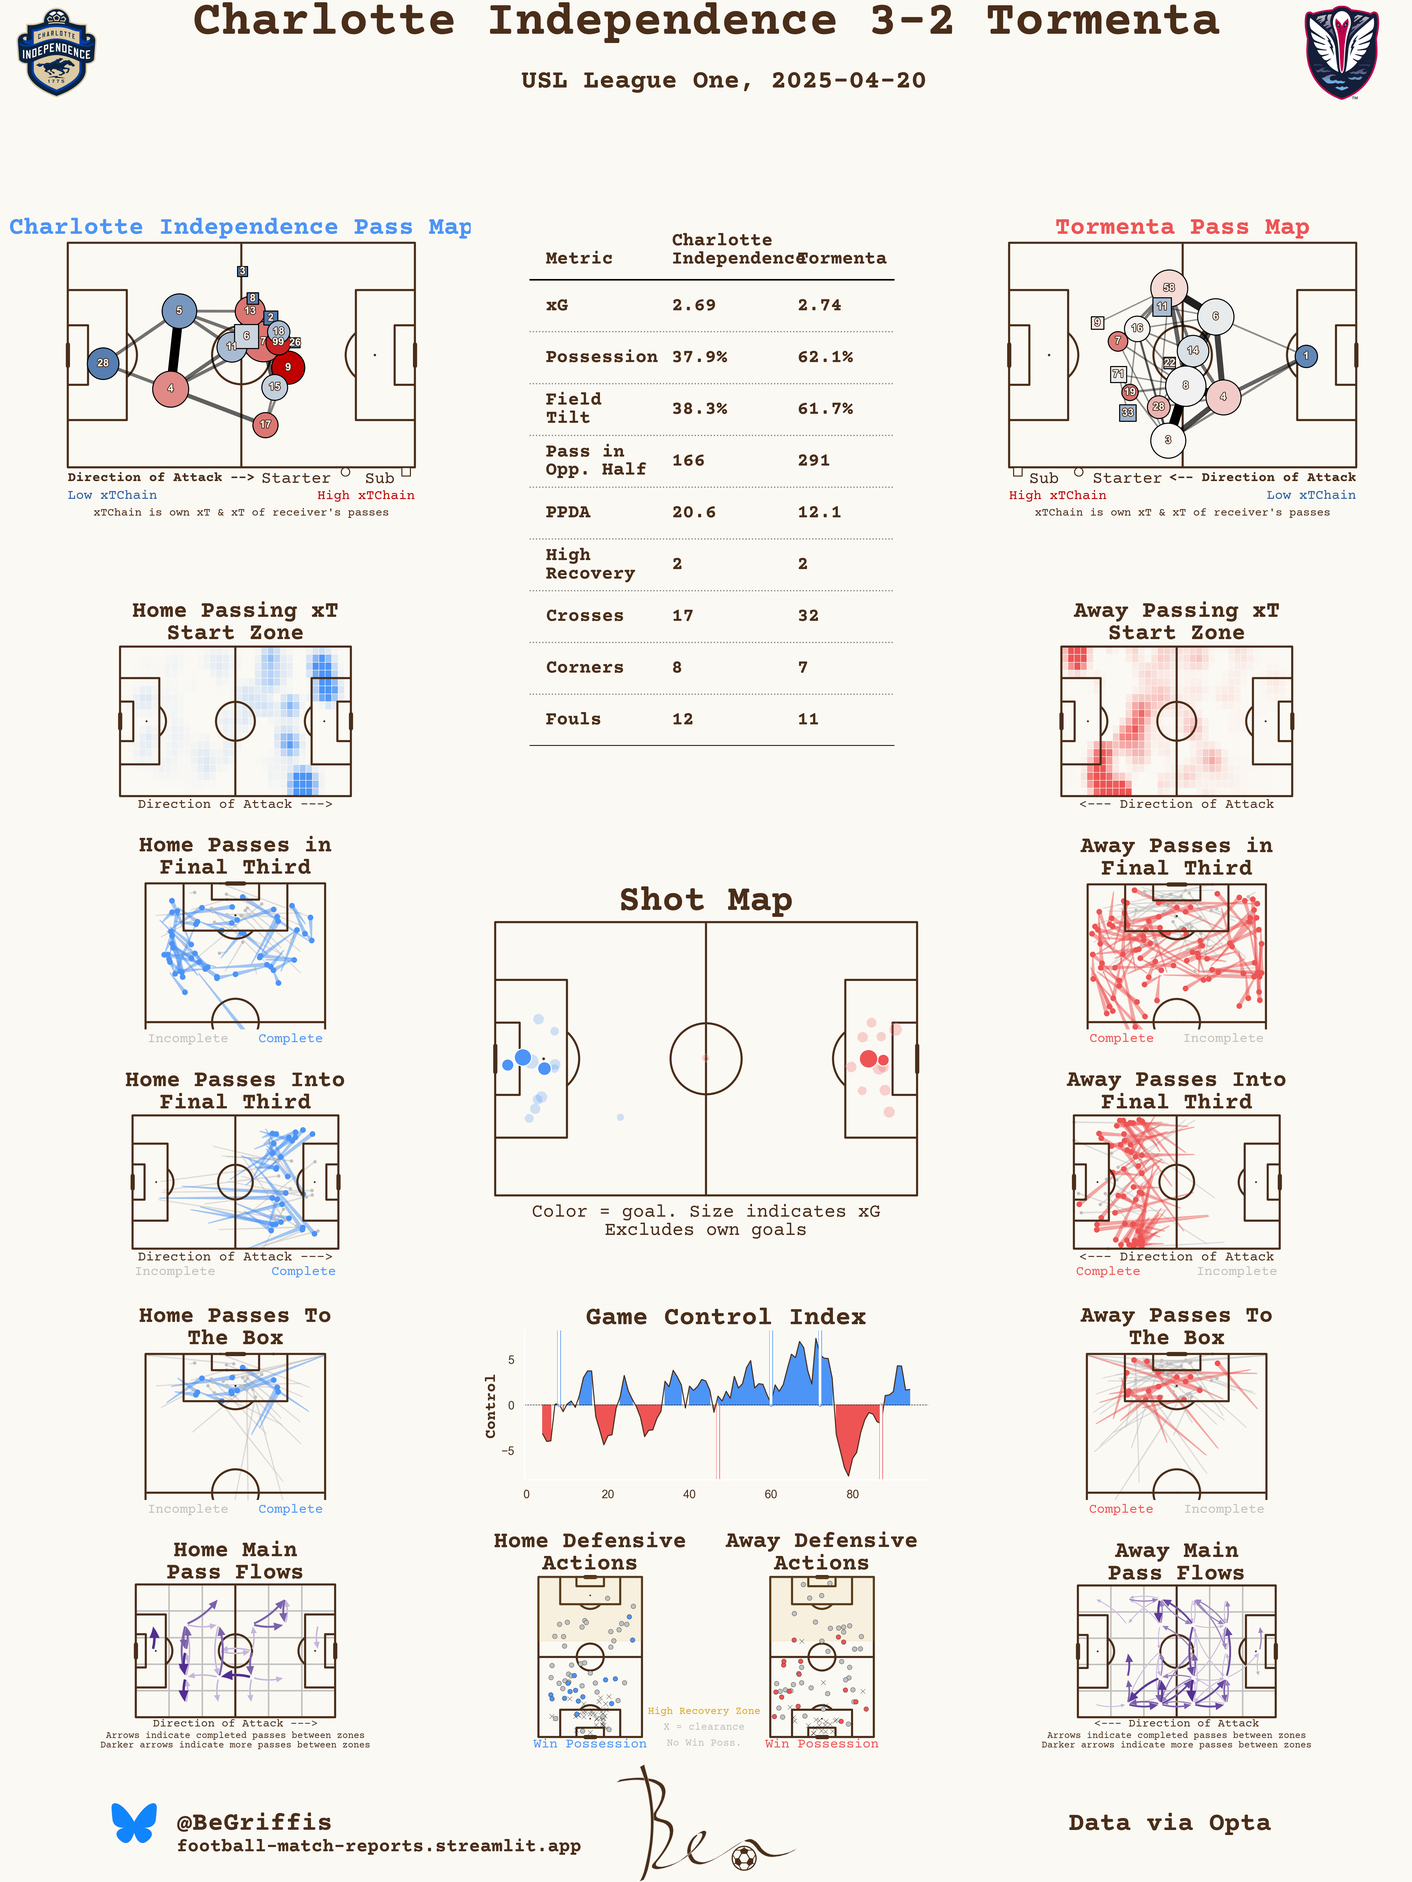 Charlotte Independence 3-2 Tormenta
USL League One, 2025-04-20
CHARLOTTE
INDEPENDENCE
1775
TM
Charlotte Independence Pass Map
3
8
5
13
2
6
18
11
7
99
26
28
9
4
15
17
Direction of Attack --> Starter Sub
Low xTChain High xTChain
xTChain is own xT & xT of receiver's passes
Metric Charlotte Independence Tormenta
xG 2.69 2.74
Possession 37.9% 62.1%
Field
Tilt 38.3% 61.7%
Pass in
Opp. Half 166 291
PPDA 20.6 12.1
High
Recovery 2 2
Crosses 17 32
Corners 8 7
Fouls 12 11
Tormenta Pass Map
58
11
6
9
16
7
14
1
22
71
8
19
4
28
33
3
Sub Starter <-- Direction of Attack
High xTChain Low xTChain
xTChain is own xT & xT of receiver's passes
Home Passing xT
Start Zone
Direction of Attack --->
Away Passing xT
Start Zone
<--- Direction of Attack
Home Passes in
Final Third
Incomplete Complete
Away Passes in
Final Third
Complete Incomplete
Shot Map
Color = goal. Size indicates xG
Excludes own goals
Home Passes Into
Final Third
Direction of Attack --->
Incomplete Complete
Away Passes Into
Final Third
<--- Direction of Attack
Complete Incomplete
Home Passes To
The Box
Incomplete Complete
Game Control Index
Control
5
0
−5
0 20 40 60 80
Away Passes To
The Box
Complete Incomplete
Home Main
Pass Flows
Direction of Attack --->
Arrows indicate completed passes between zones
Darker arrows indicate more passes between zones
Home Defensive
Actions
Win Possession
High Recovery Zone
X = clearance
No Win Poss.
Away Defensive
Actions
Win Possession
Away Main
Pass Flows
<--- Direction of Attack
Arrows indicate completed passes between zones
Darker arrows indicate more passes between zones
@BeGriffis
football-match-reports.streamlit.app
Ben
Data via Opta